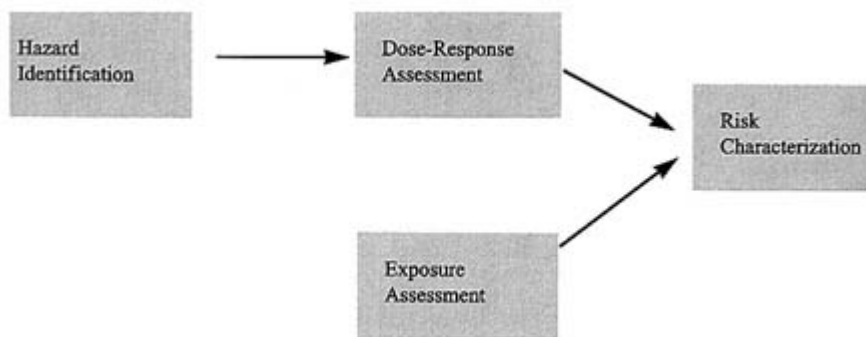 Hazard
Identification
Dose-Response
Assessment
Risk
Characterization
Exposure
Assessment